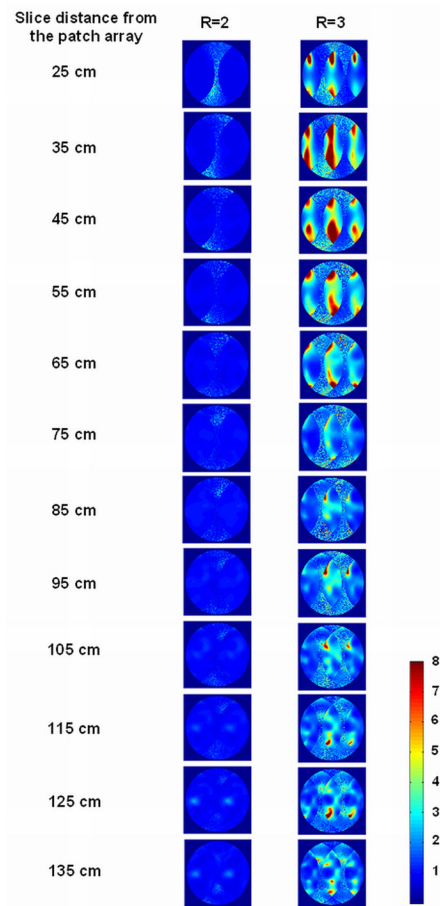 Slice distance from
the patch array
R=2
R=3
25 cm
35 cm
45 cm
55 cm
65 cm
75 cm
85 cm
95 cm
105 cm
115 cm
125 cm
135 cm
8
7
6
5
4
3
2
1